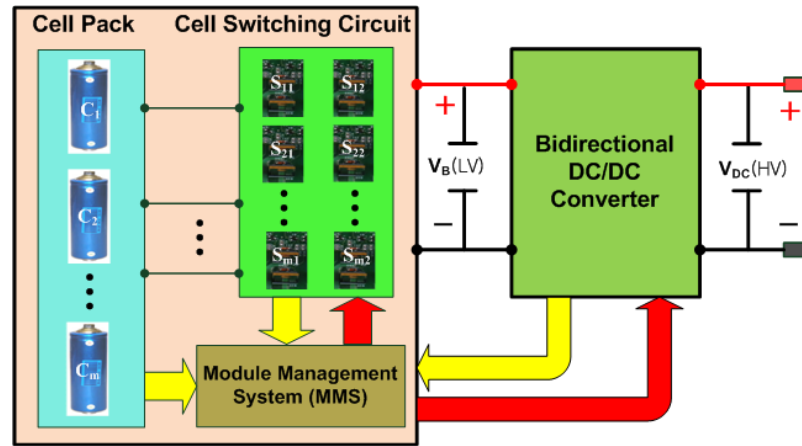 Cell Pack
Cell Switching Circuit
C1
C2
Cm
S11 S12
S21 S22
Sm1 Sm2
+
VB(LV)
−
Bidirectional
DC/DC
Converter
+
VDC(HV)
−
Module Management
System (MMS)